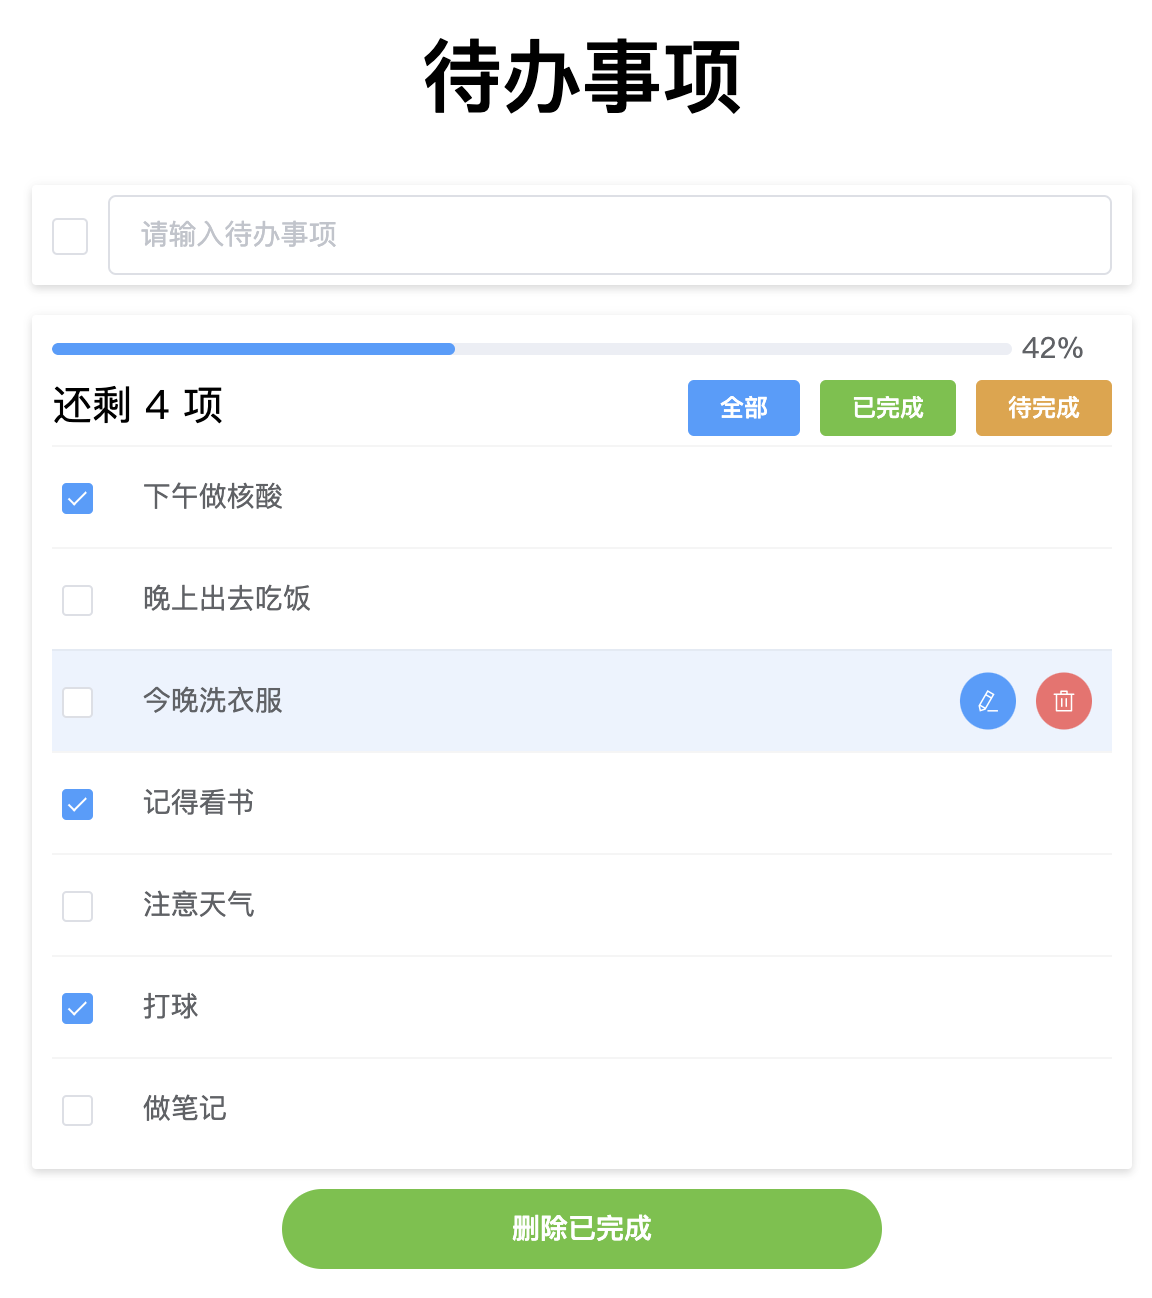 待办事项
请输入待办事项
42%
还剩 4 项 全部 已完成 待完成
下午做核酸
晚上出去吃饭
今晚洗衣服
记得看书
注意天气
打球
做笔记
删除已完成